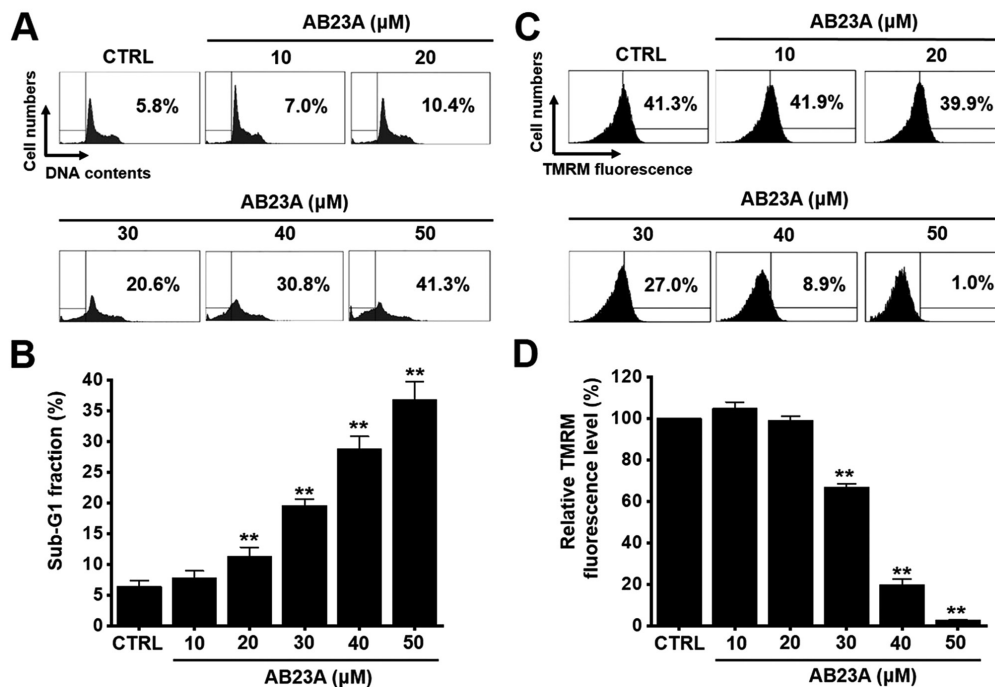 A
AB23A (μM)
CTRL 10 20
Cell numbers
5.8% 7.0% 10.4%
DNA contents
AB23A (μM)
30 40 50
20.6% 30.8% 41.3%
C
AB23A (μM)
CTRL 10 20
Cell numbers
41.3% 41.9% 39.9%
TMRM fluorescence
AB23A (μM)
30 40 50
27.0% 8.9% 1.0%
B
Sub-G1 fraction (%)
40
35
30
25
20
15
10
5
0
** ** ** **
CTRL 10 20 30 40 50
AB23A (μM)
D
Relative TMRM
fluorescence level (%)
120
100
80
60
40
20
0
** ** **
CTRL 10 20 30 40 50
AB23A (μM)